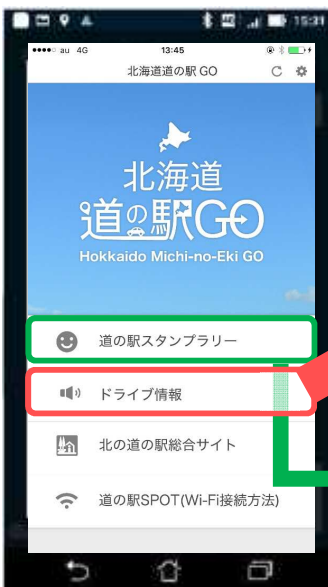 15:31
au 4G 13:45
北海道道の駅 GO
北海道
道の駅GO
Hokkaido Michi-no-Eki GO
道の駅スタンプラリー
ドライブ情報
北の道の駅総合サイト
道の駅SPOT(Wi-Fi接続方法)